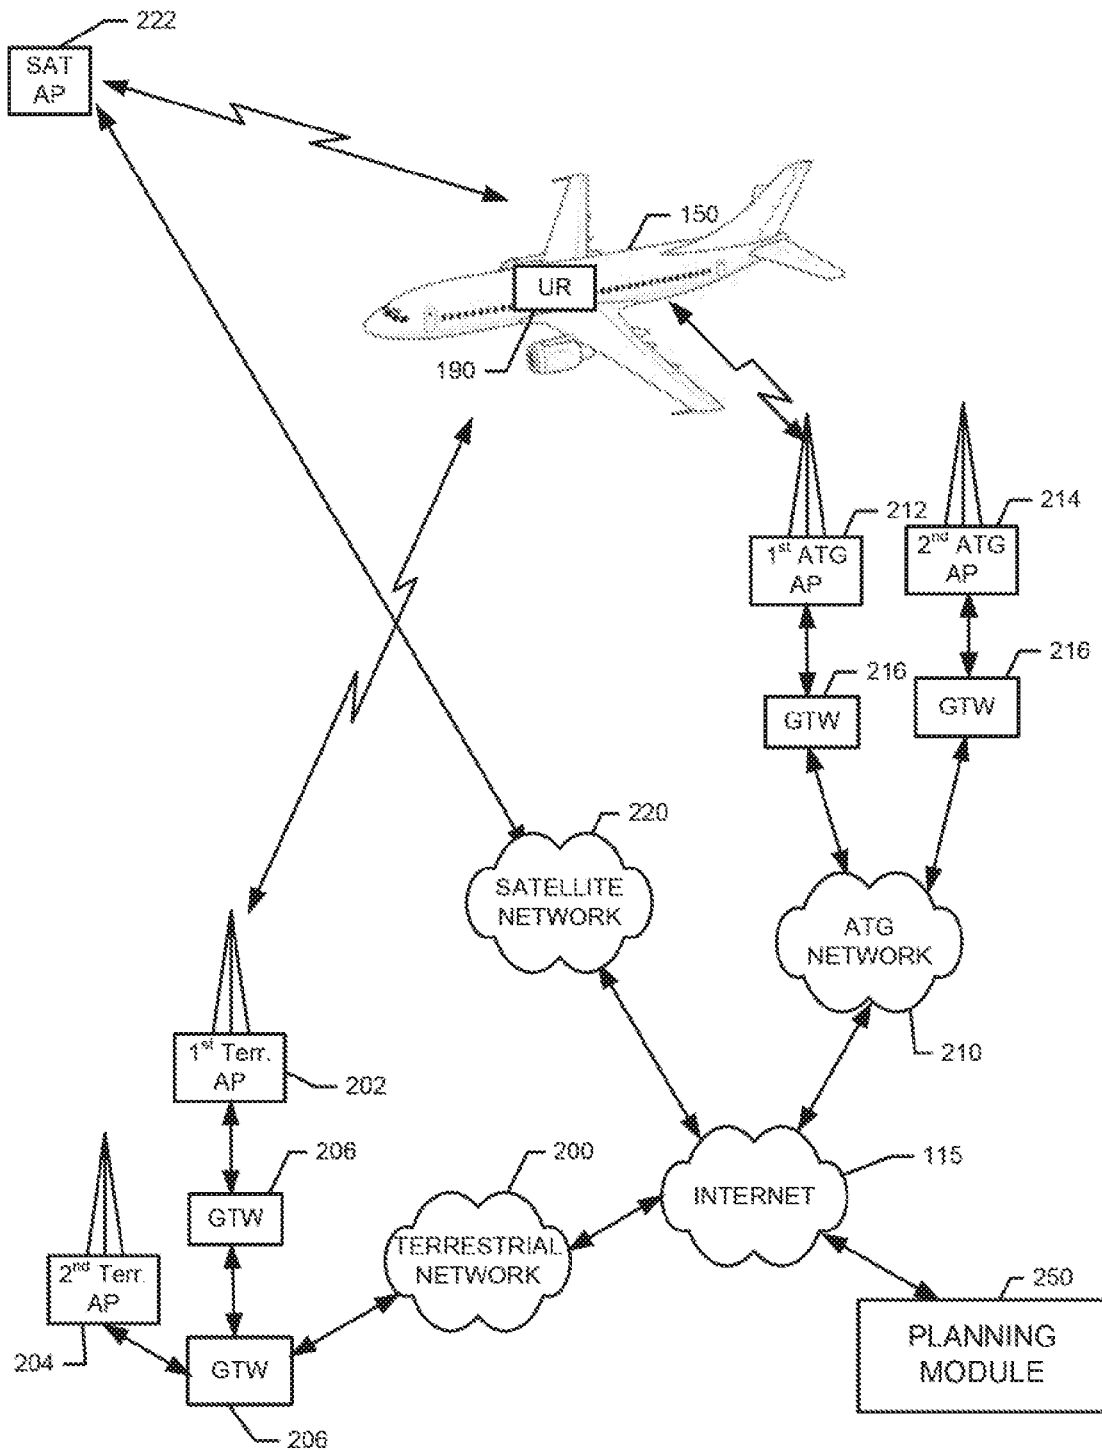 222
SAT
AP
150
UR
190
212
214
1st ATG
AP
2nd ATG
AP
216
216
GTW
GTW
220
SATELLITE
NETWORK
ATG
NETWORK
210
1st Terr.
AP
202
206
200
115
GTW
INTERNET
TERRESTRIAL
NETWORK
2nd Terr.
AP
250
204
GTW
PLANNING
MODULE
206